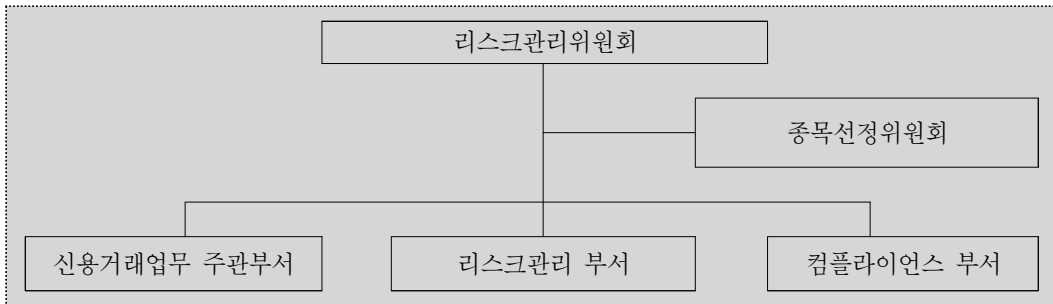 리스크관리위원회
종목선정위원회
신용거래업무 주관부서
리스크관리 부서
컴플라이언스 부서